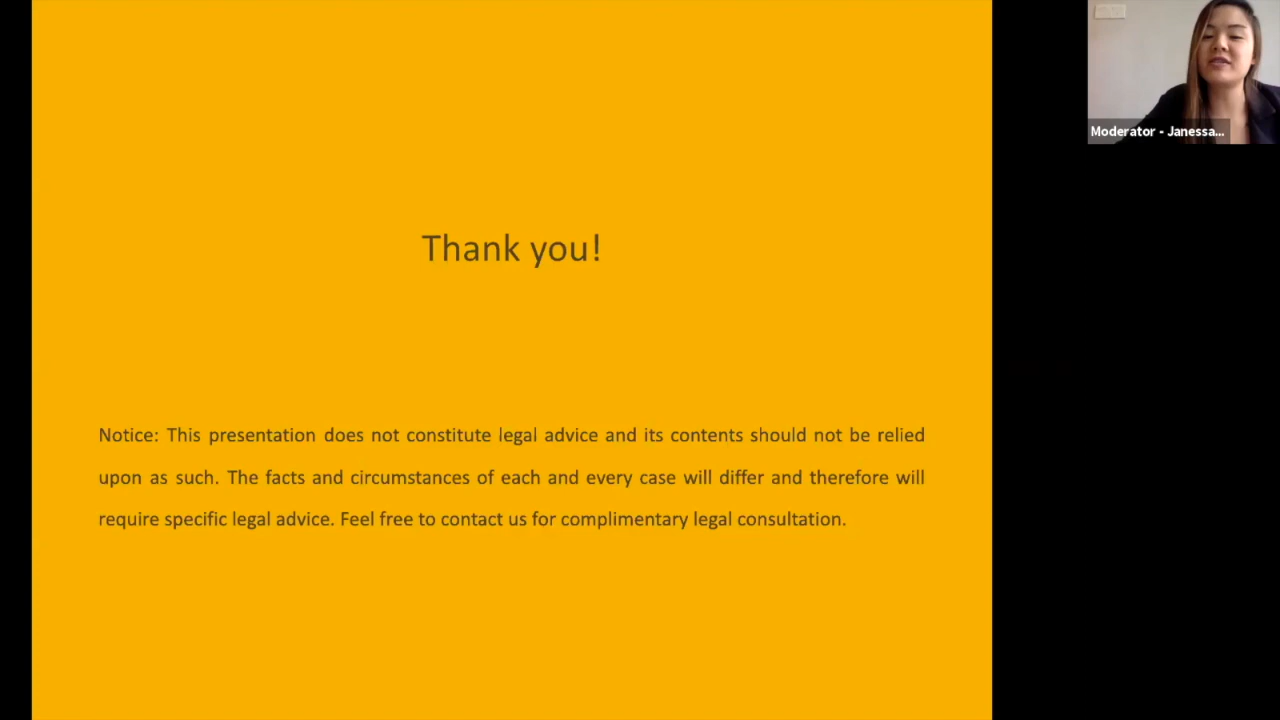 Thank you!
Notice: This presentation does not constitute legal advice and its contents should not be relied
upon as such. The facts and circumstances of each and every case will differ and therefore will
require specific legal advice. Feel free to contact us for complimentary legal consultation.
Moderator - Janessa...